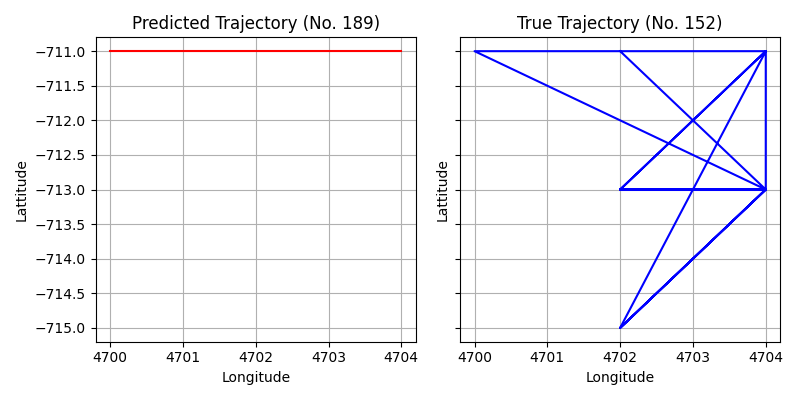 Predicted Trajectory (No. 189)
−711.0
−711.5
−712.0
−712.5
−713.0
−713.5
−714.0
−714.5
−715.0
Lattitude
4700 4701 4702 4703 4704
Longitude
True Trajectory (No. 152)
Lattitude
4700 4701 4702 4703 4704
Longitude